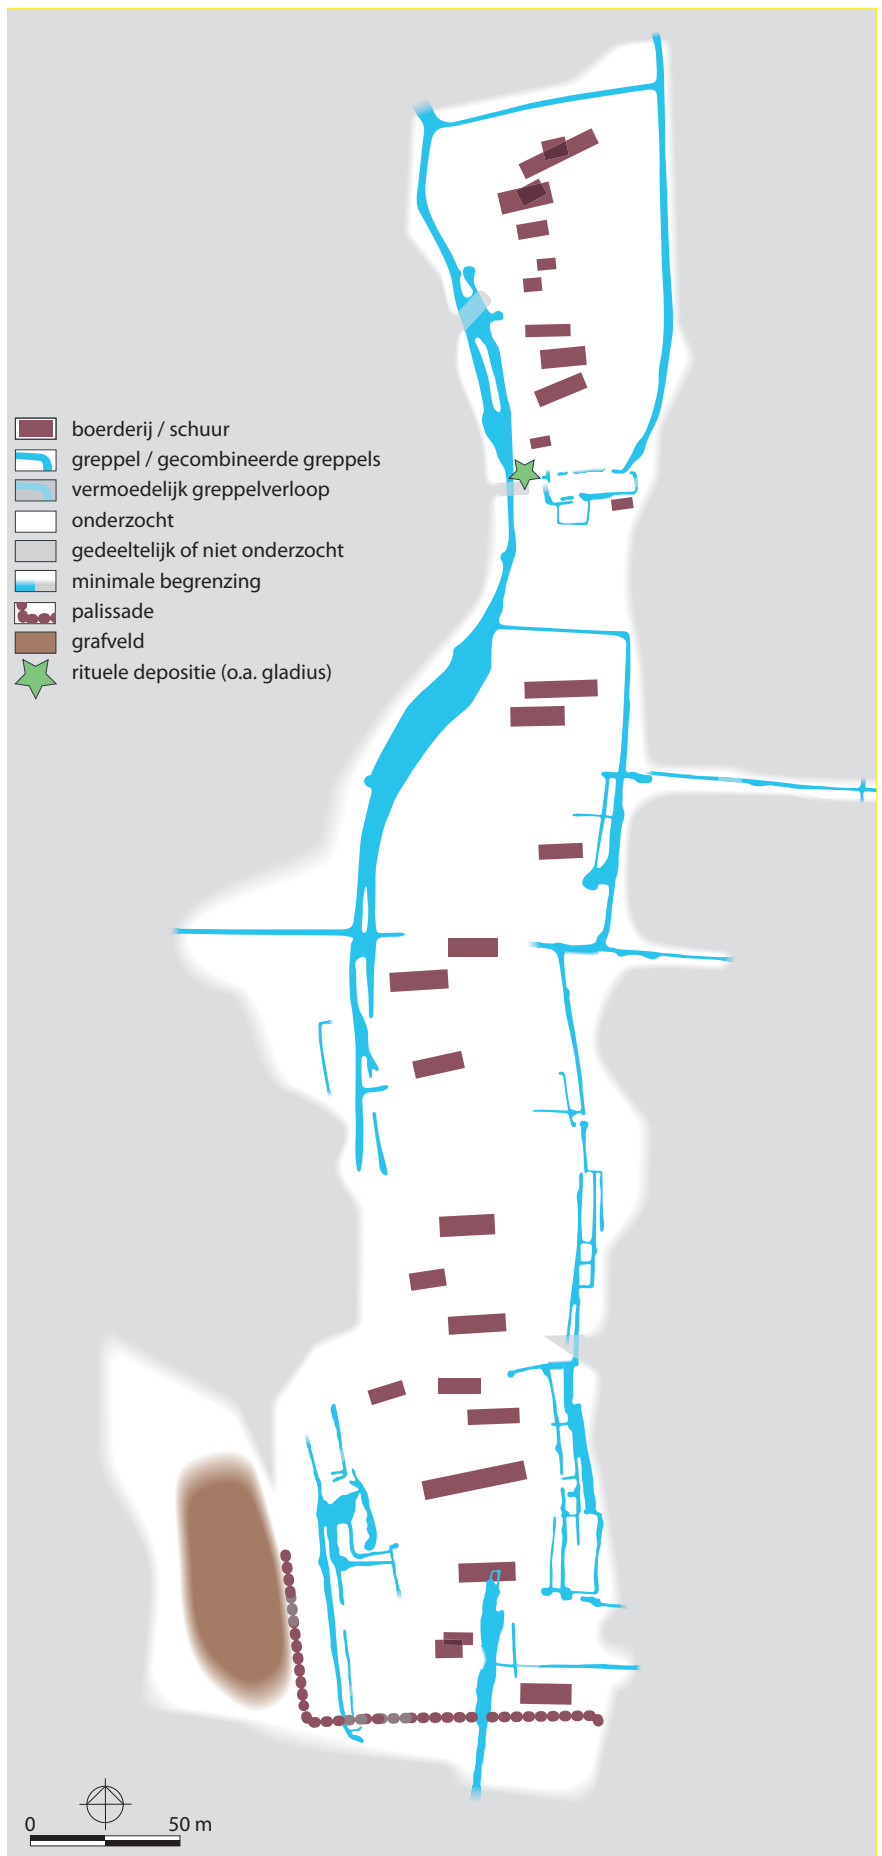 boerderij / schuur
greppel / gecombineerde greppels
vermoedelijk greppelverloop
onderzocht
gedeeltelijk of niet onderzocht
minimale begrenzing
palissade
grafveld
rituele depositie (o.a. gladius)
0 50 m